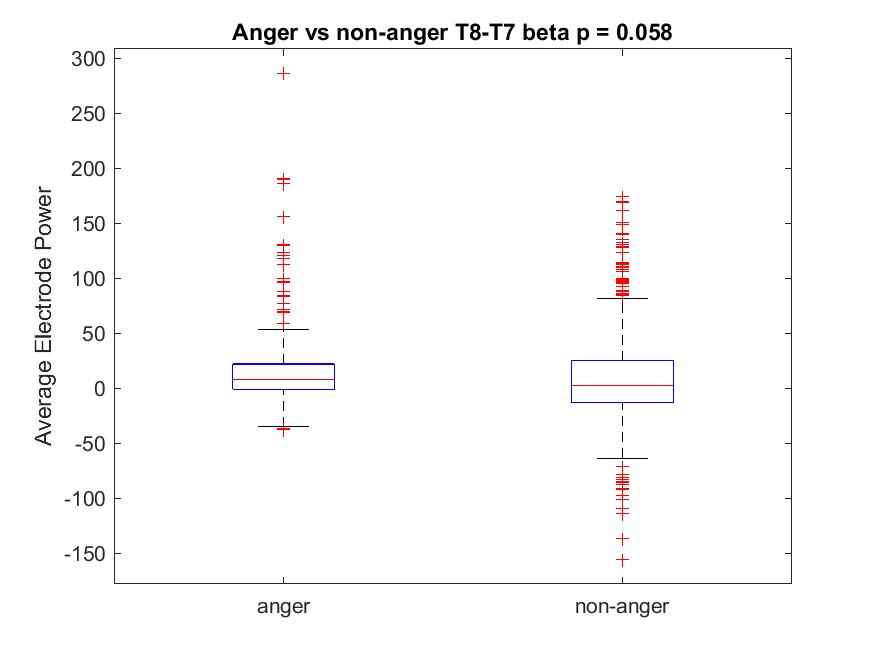 Anger vs non-anger T8-T7 beta p = 0.058
300
250
200
150
100
50
0
-50
-100
-150
Average Electrode Power
anger
non-anger